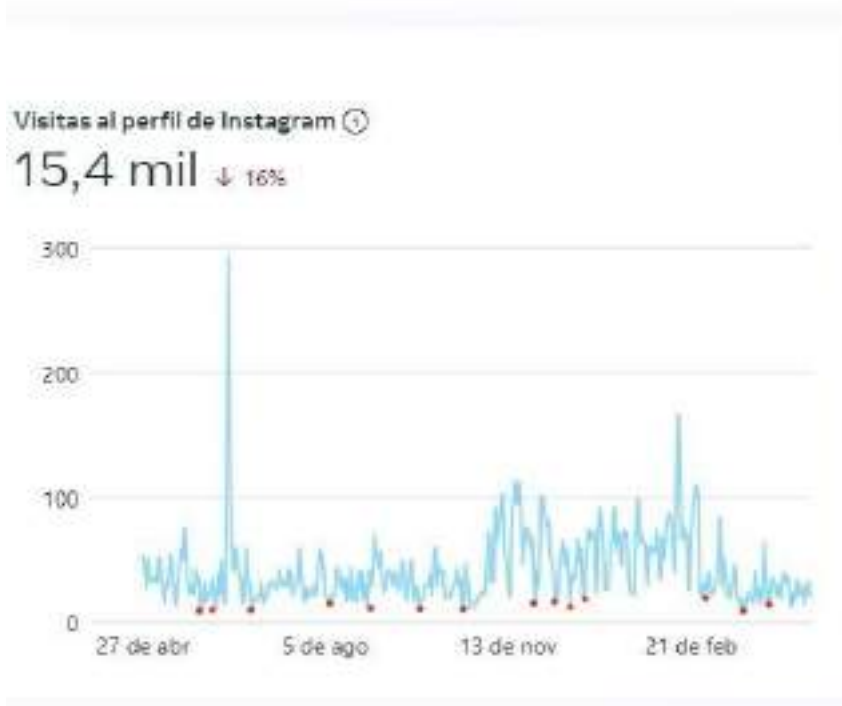 Visitas al perfil de Instagram
15,4 mil ↓ 16%
300
200
100
0
27 de abr 5 de ago 13 de nov 21 de feb